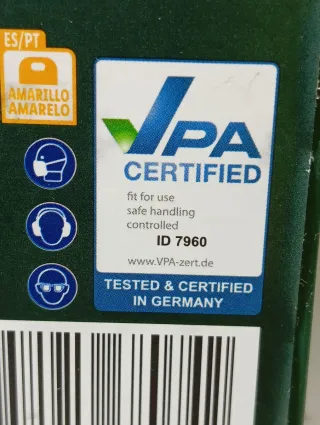 ES/PT
AMARILLO
AMARELO
VPA
CERTIFIED
fit for use
safe handling
controlled
ID 7960
www.VPA-zert.de
TESTED & CERTIFIED
IN GERMANY